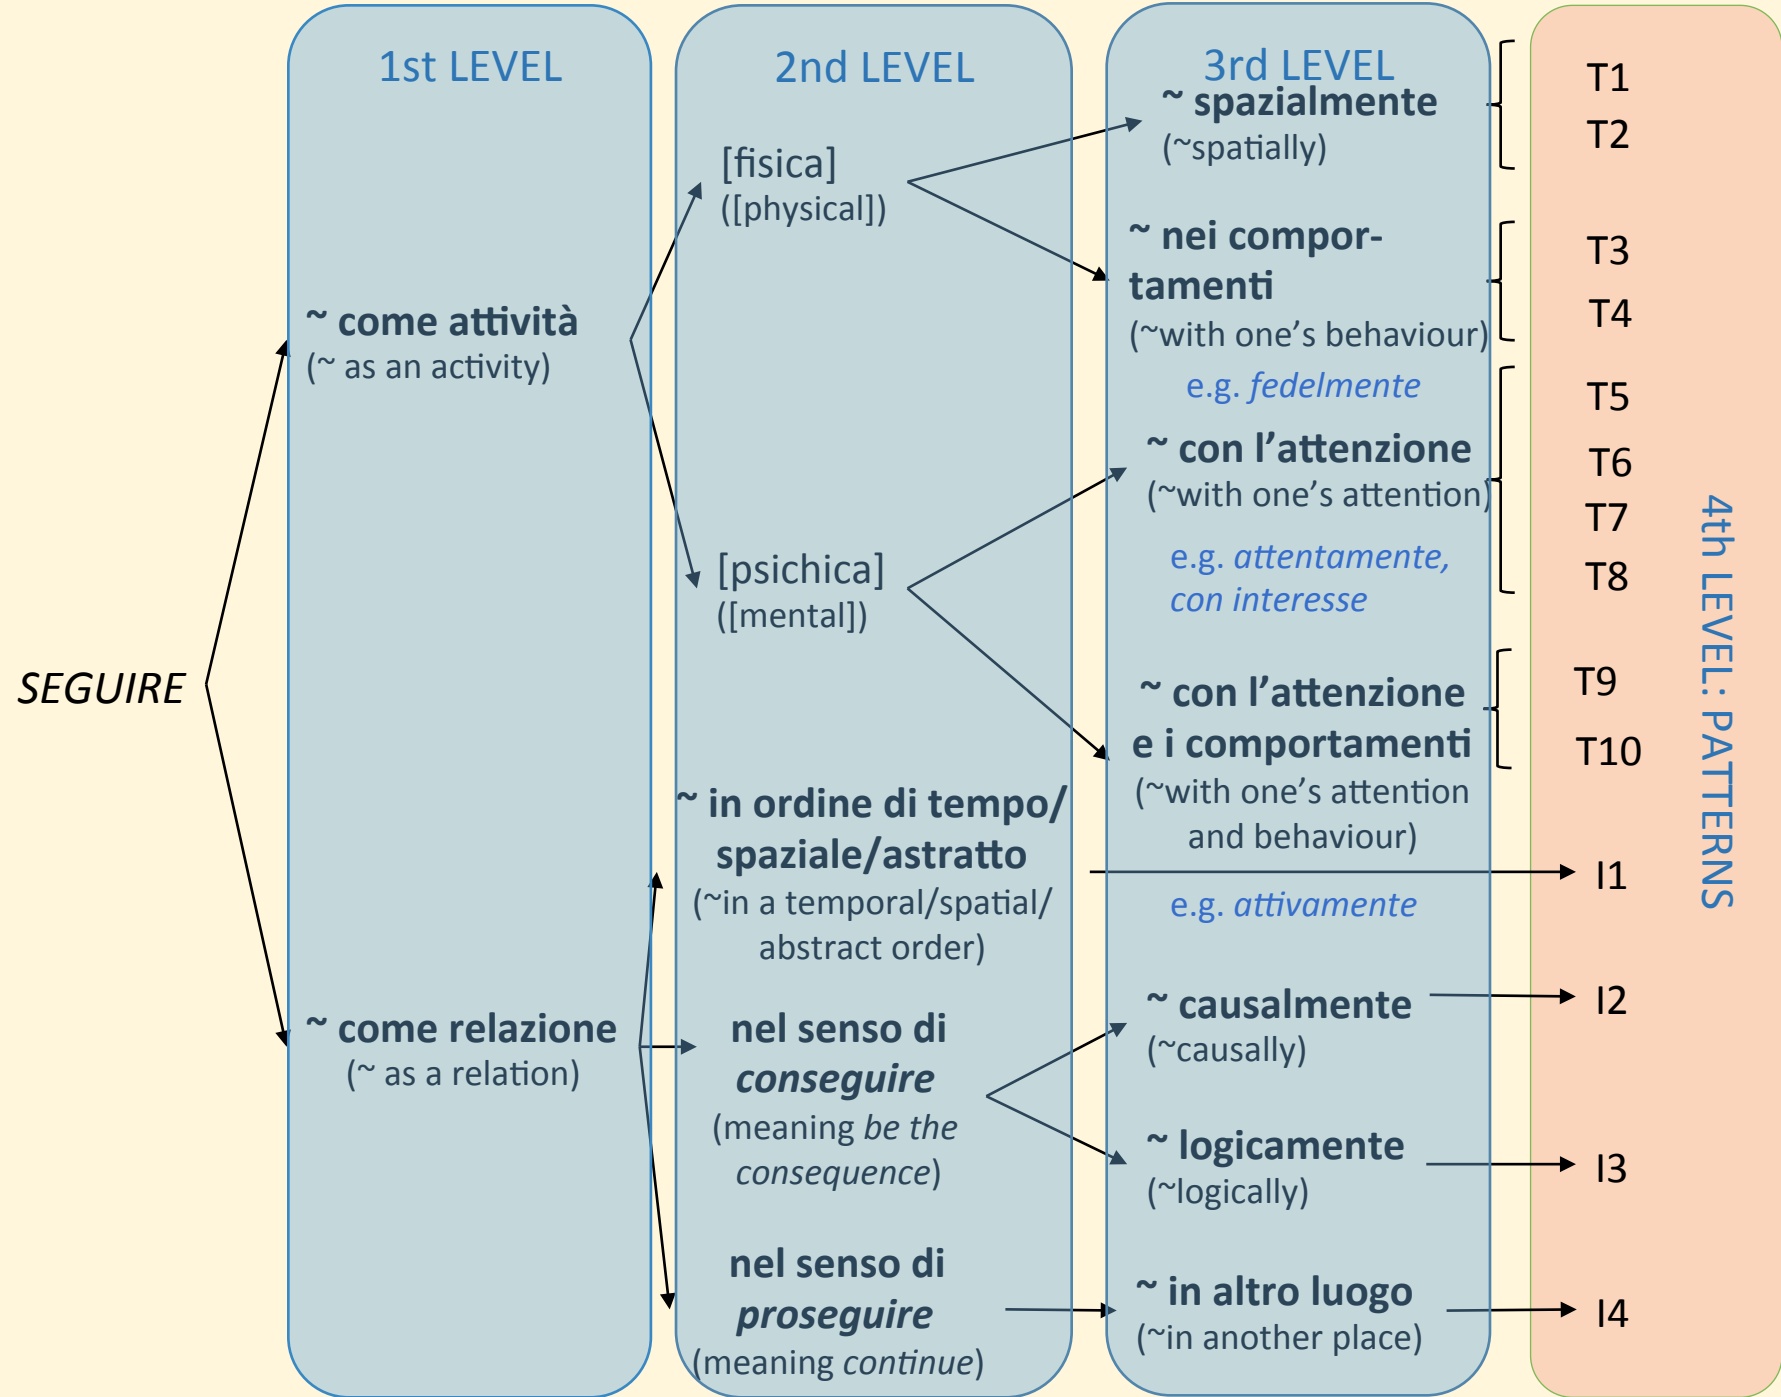 SEGUIRE
1st LEVEL
~ come attività
(~ as an activity)
~ come relazione
(~ as a relation)
2nd LEVEL
[fisica]
([physical])
[psichica]
([mental])
~ in ordine di tempo/
spaziale/astratto
(~in a temporal/spatial/
abstract order)
nel senso di
conseguire
(meaning be the
consequence)
nel senso di
proseguire
(meaning continue)
3rd LEVEL
~ spazialmente
(~spatially)
~ nei compor-
tamenti
(~with one's behaviour)
e.g. fedelmente
~ con l'attenzione
(~with one's attention)
e.g. attentamente,
con interesse
~ con l'attenzione
e i comportamenti
(~with one's attention
and behaviour)
e.g. attivamente
~ causalmente
(~causally)
~ logicamente
(~logically)
~ in altro luogo
(~in another place)
T1
T2
T3
T4
T5
T6
T7
T8
T9
T10
I1
I2
I3
I4
4th LEVEL: PATTERNS